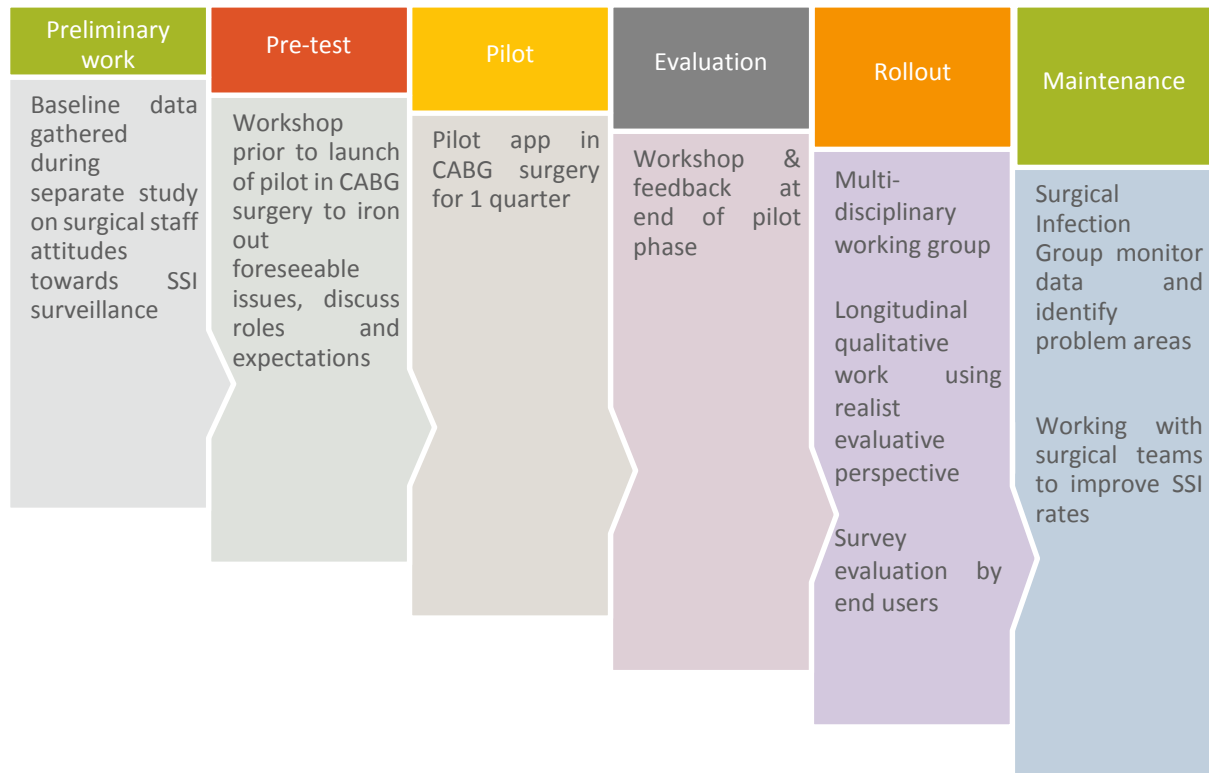 Preliminary
work
Baseline data
gathered
during
separate study
on surgical staff
attitudes
towards SSI
surveillance
Pre-test
Workshop
prior to launch
of pilot in CABG
surgery to iron
out
foreseeable
issues, discuss
roles and
expectations
Pilot
Pilot app in
CABG surgery
for 1 quarter
Evaluation
Workshop &
feedback at
end of pilot
phase
Rollout
Multi-
disciplinary
working group
Longitudinal
qualitative
work using
realist
evaluative
perspective
Survey
evaluation by
end users
Maintenance
Surgical
Infection
Group monitor
data and
identify
problem areas
Working with
surgical teams
to improve SSI
rates